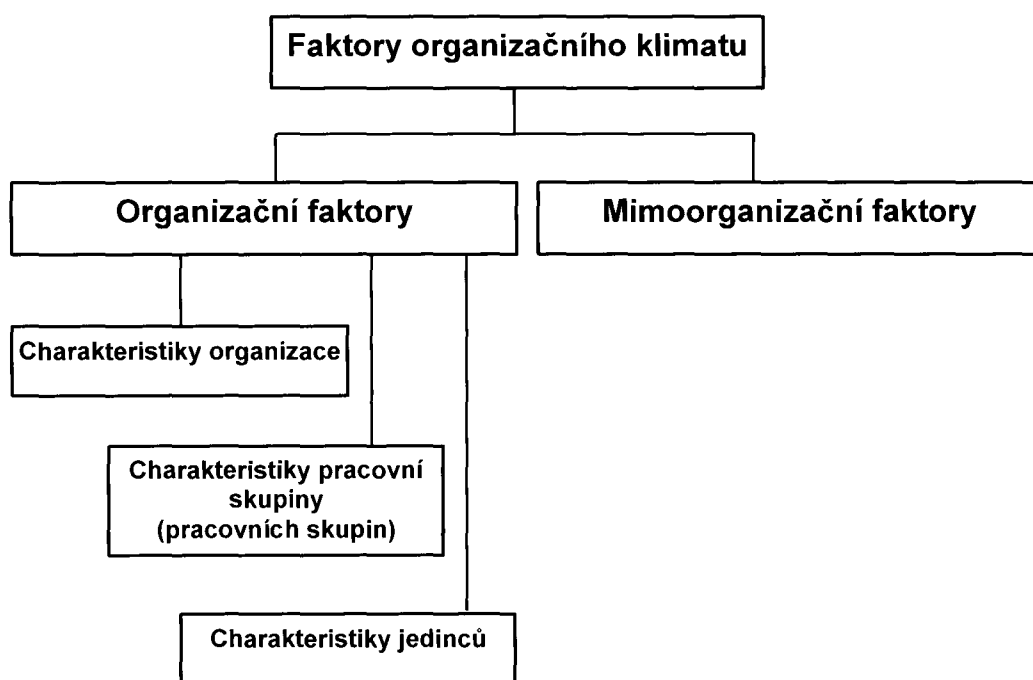 Faktory organizačního klimatu
Organizační faktory
Mimoorganizační faktory
Charakteristiky organizace
Charakteristiky pracovní
skupiny
(pracovních skupin)
Charakteristiky jedinců